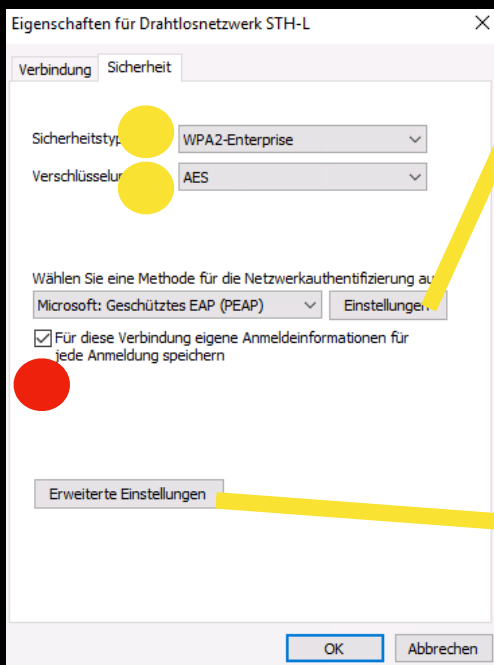 Eigenschaften für Drahtlosnetzwerk STH-L
Verbindung Sicherheit
WPA2-Enterprise
AES
Wählen Sie eine Methode für die Netzwerkauthentifizierung au
Microsoft: Geschütztes EAP (PEAP) Einstellungen
Für diese Verbindung eigene Anmeldeinformationen für
jede Anmeldung speichern
Erweiterte Einstellungen
OK Abbrechen